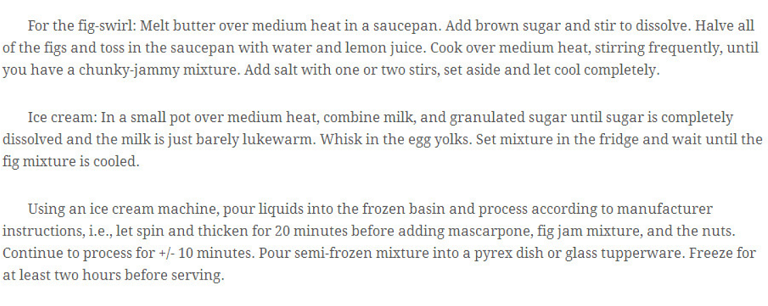 For the fig-swirl: Melt butter over medium heat in a saucepan. Add brown sugar and stir to dissolve. Halve all
of the figs and toss in the saucepan with water and lemon juice. Cook over medium heat, stirring frequently, until
you have a chunky-jammy mixture. Add salt with one or two stirs, set aside and let cool completely.
Ice cream: In a small pot over medium heat, combine milk, and granulated sugar until sugar is completely
dissolved and the milk is just barely lukewarm. Whisk in the egg yolks. Set mixture in the fridge and wait until the
fig mixture is cooled.
Using an ice cream machine, pour liquids into the frozen basin and process according to manufacturer
instructions, i.e., let spin and thicken for 20 minutes before adding mascarpone, fig jam mixture, and the nuts.
Continue to process for +/- 10 minutes. Pour semi-frozen mixture into a pyrex dish or glass tupperware. Freeze for
at least two hours before serving.